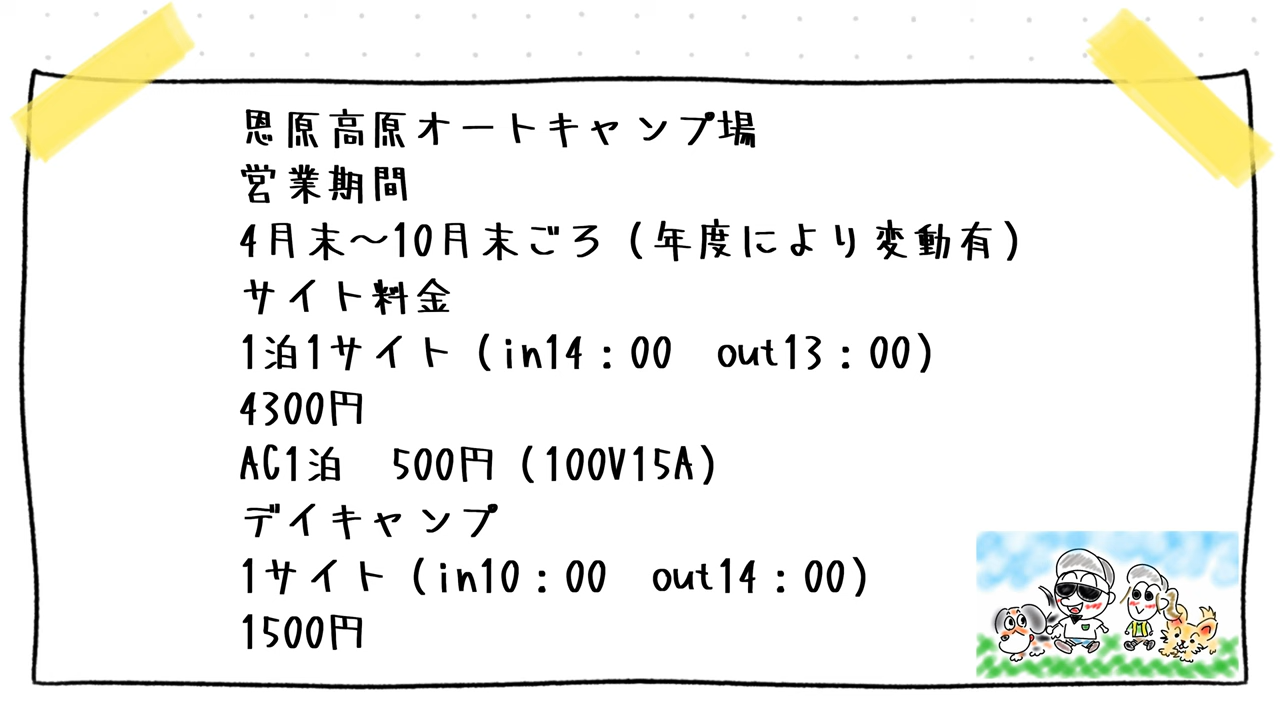 恩原高原オートキャンプ場
営業期間
4月末〜10月末ごろ（年度により変動有）
サイト料金
1泊1サイト（in14：00　out13：00）
4300円
AC1泊　500円（100V15A）
デイキャンプ
1サイト（in10：00　out14：00）
1500円